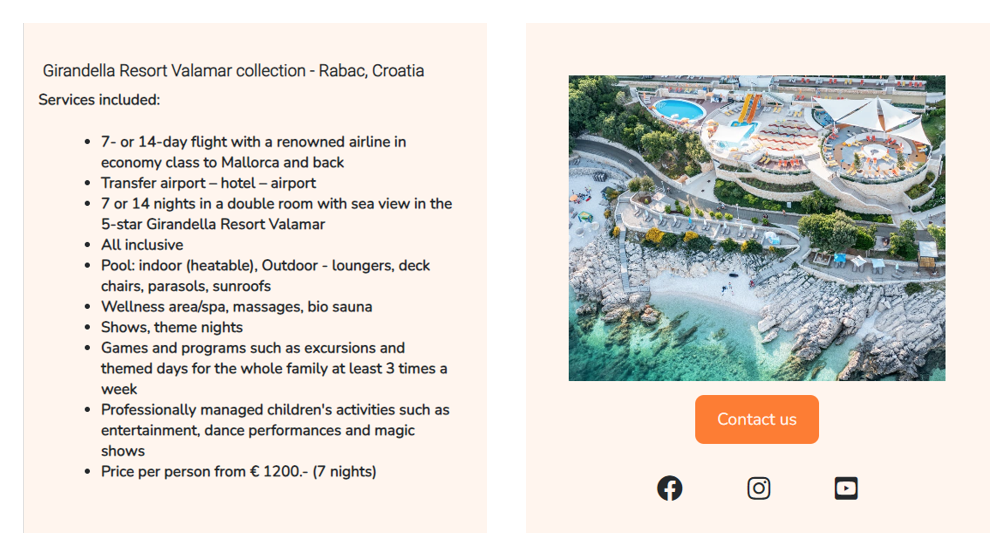 Girandella Resort Valamar collection - Rabac, Croatia
Services included:
7- or 14-day flight with a renowned airline in
economy class to Mallorca and back
Transfer airport – hotel – airport
7 or 14 nights in a double room with sea view in the
5-star Girandella Resort Valamar
All inclusive
Pool: indoor (heatable), Outdoor - loungers, deck
chairs, parasols, sunroofs
Wellness area/spa, massages, bio sauna
Shows, theme nights
Games and programs such as excursions and
themed days for the whole family at least 3 times a
week
Professionally managed children's activities such as
entertainment, dance performances and magic
shows
Price per person from € 1200.- (7 nights)
Contact us